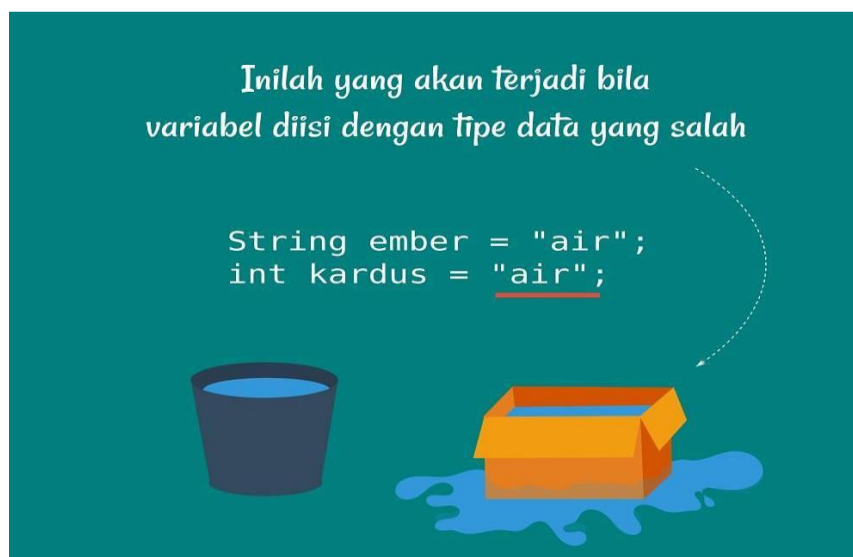 Inilah yang akan terjadi bila
variabel diisi dengan tipe data yang salah
String ember = "air";
int kardus = "air";